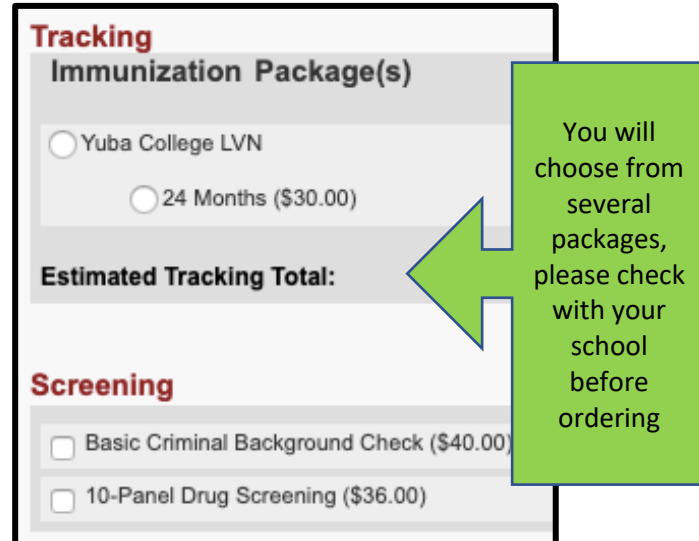 Tracking
Immunization Package(s)
Yuba College LVN
24 Months ($30.00)
Estimated Tracking Total:
Screening
Basic Criminal Background Check ($40.00)
10-Panel Drug Screening ($36.00)
You will
choose from
several
packages,
please check
with your
school
before
ordering